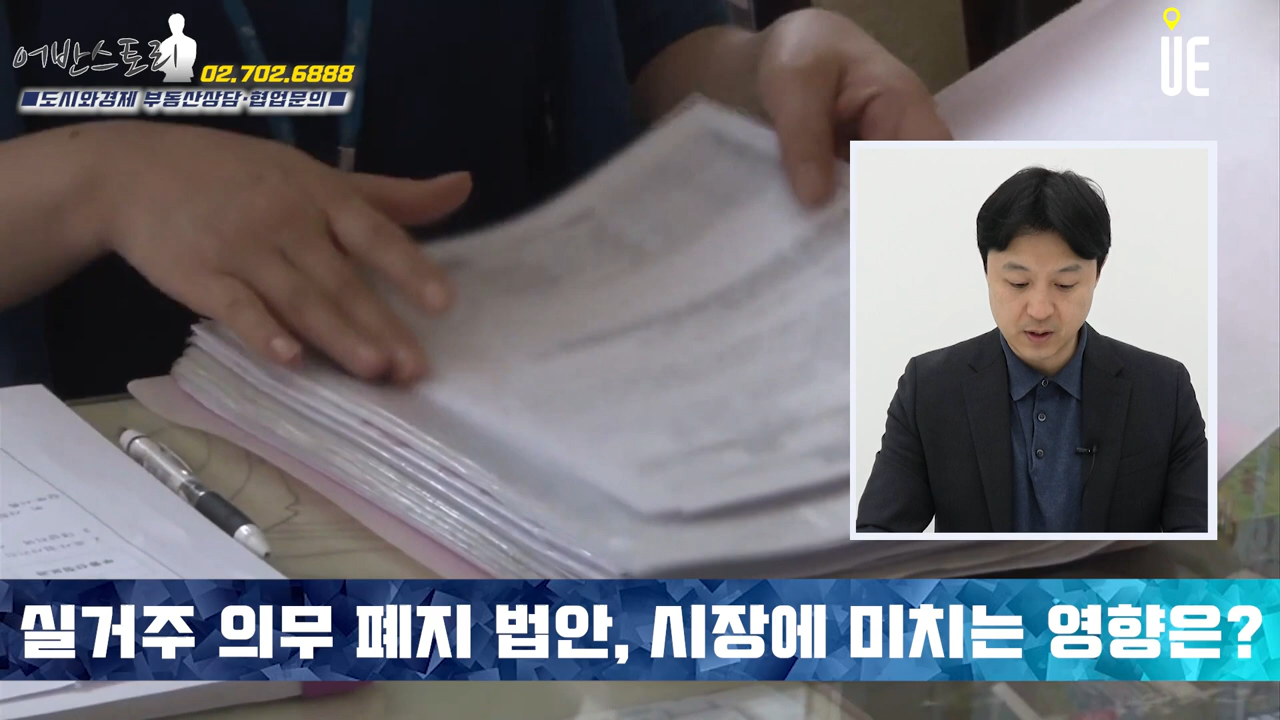 어반스토리
02.702.6888
■도시와경제 부동산상담·협업문의■
UE
실거주 의무 폐지 법안, 시장에 미치는 영향은?